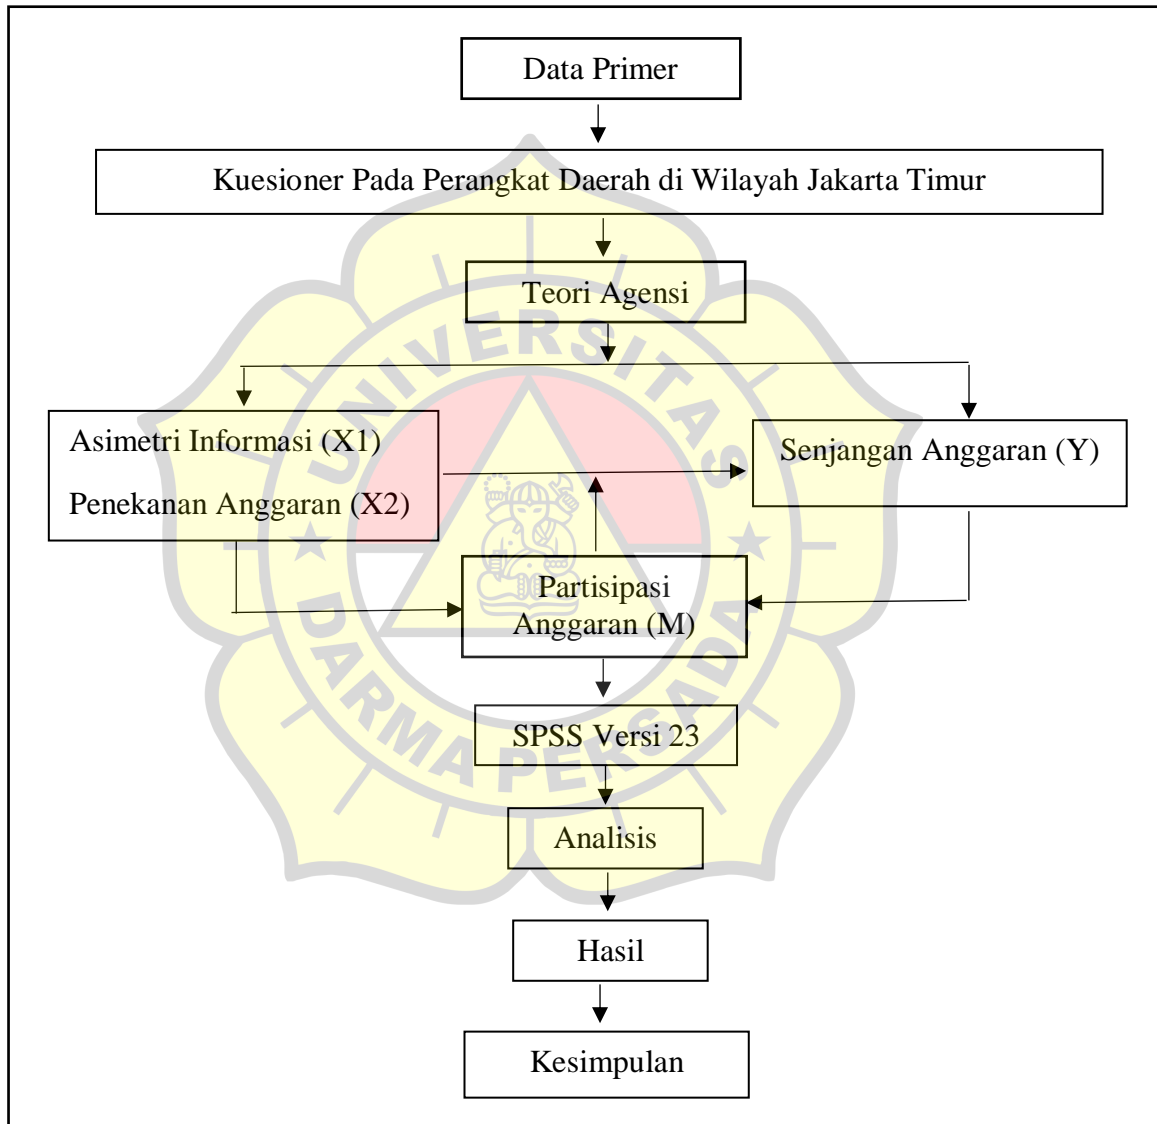 Data Primer
Kuesioner Pada Perangkat Daerah di Wilayah Jakarta Timur
Teori Agensi
UNIVERSITAS
Asimetri Informasi (X1)
Penekanan Anggaran (X2)
Senjangan Anggaran (Y)
Partisipasi
Anggaran (M)
DARMA PERSADA
SPSS Versi 23
Analisis
Hasil
Kesimpulan